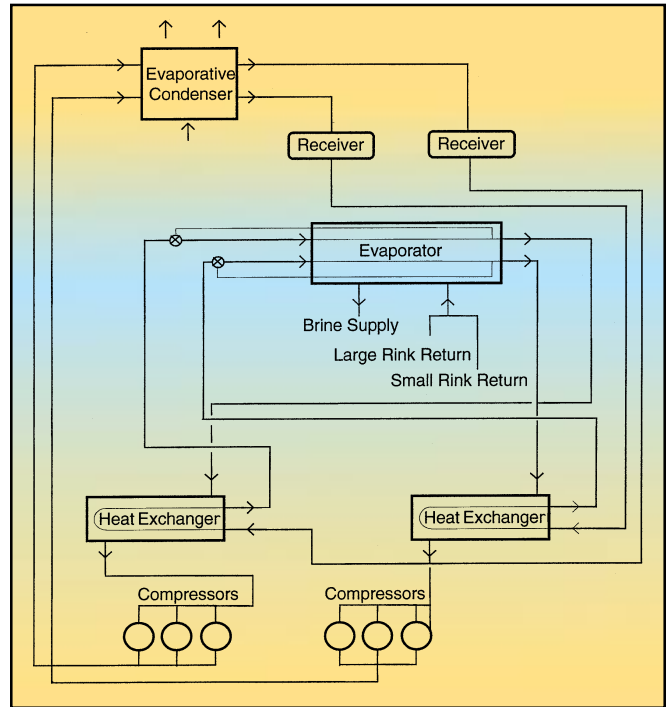 Evaporative
Condenser
Receiver
Receiver
Evaporator
Brine Supply
Large Rink Return
Small Rink Return
Heat Exchanger
Heat Exchanger
Compressors
Compressors